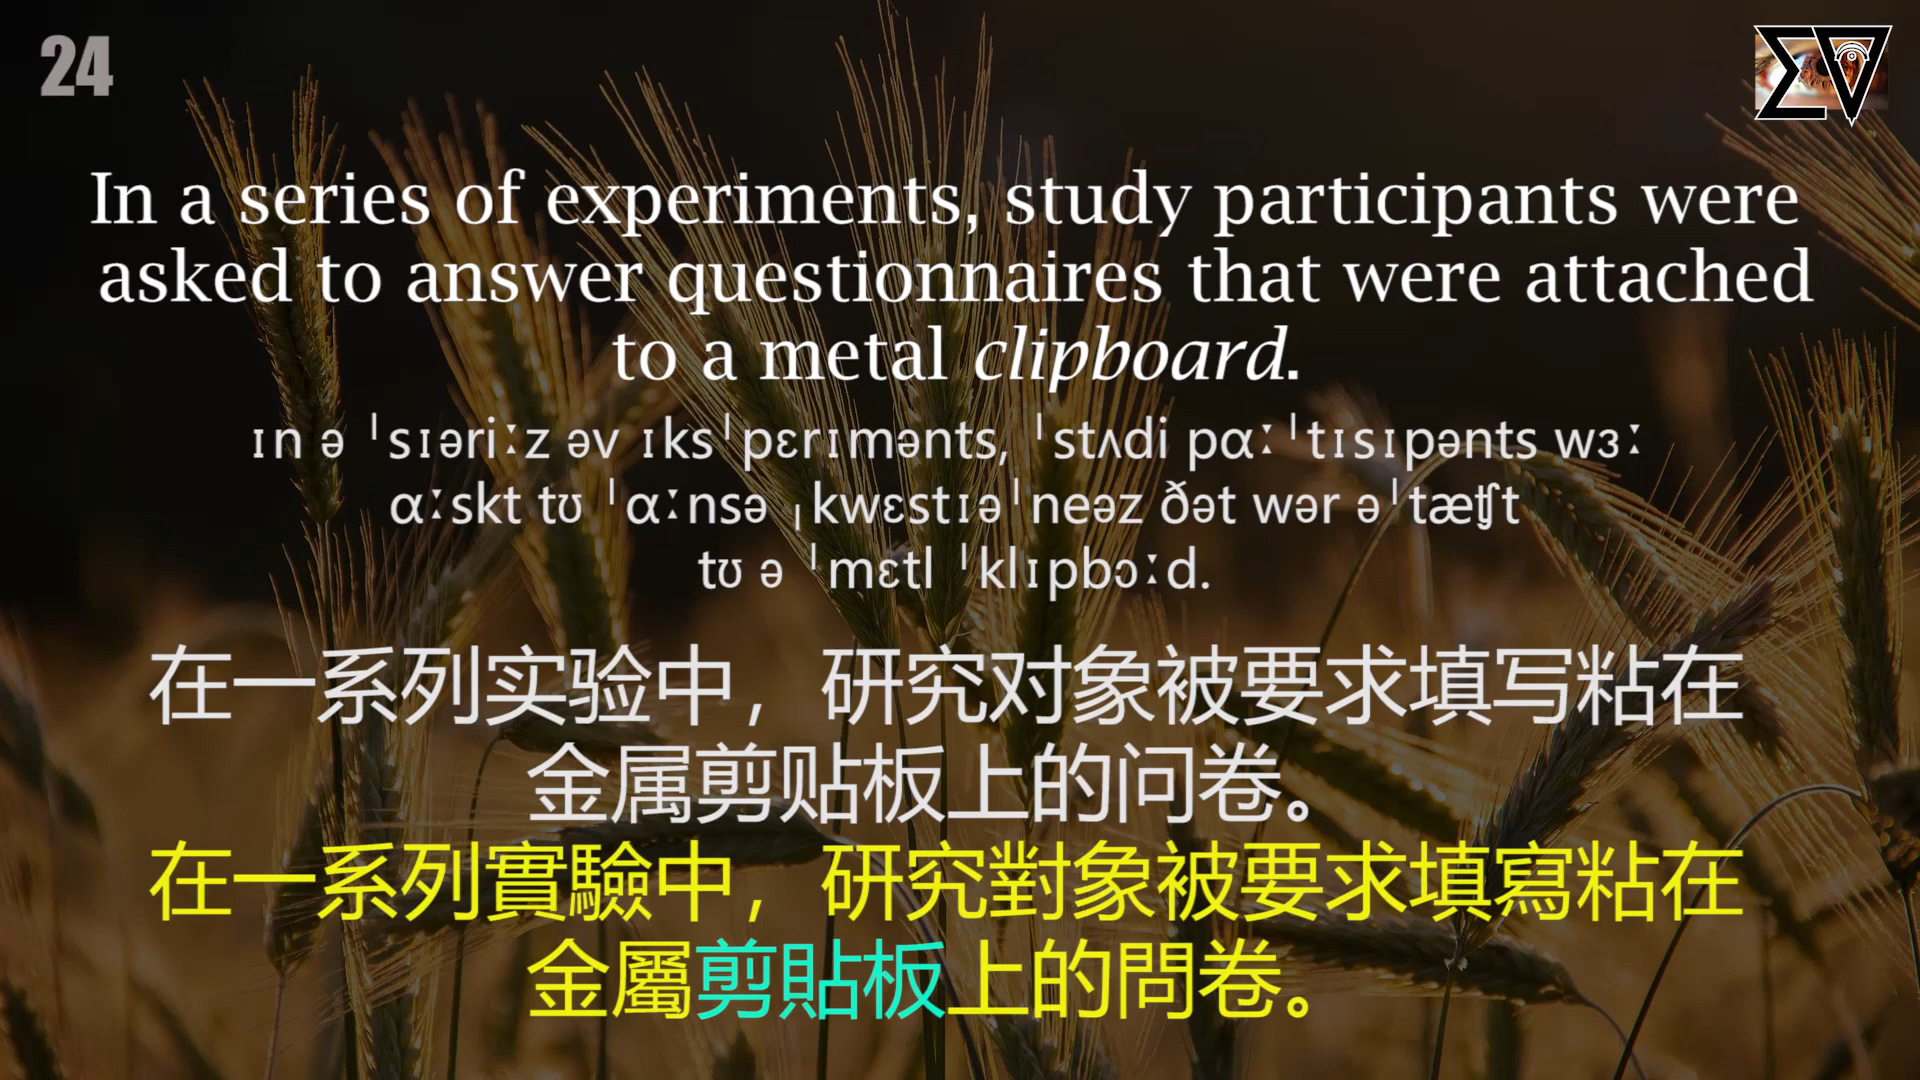 24
In a series of experiments, study participants were
asked to answer questionnaires that were attached
to a metal clipboard.
ɪn ə ˈsɪəriːz əv ɪksˈpɛrɪmənts, ˈstʌdi pɑːˈtɪsɪpənts wɜː
ɑːskt tʊ ˈɑːnsə ˌkwɛstɪəˈneəz ðət wər əˈtæʧt
tʊ ə ˈmɛtl ˈklɪpbɔːd.
在一系列实验中，研究对象被要求填写粘在
金属剪贴板上的问卷。
在一系列實驗中，研究對象被要求填寫粘在
金屬剪貼板上的問卷。